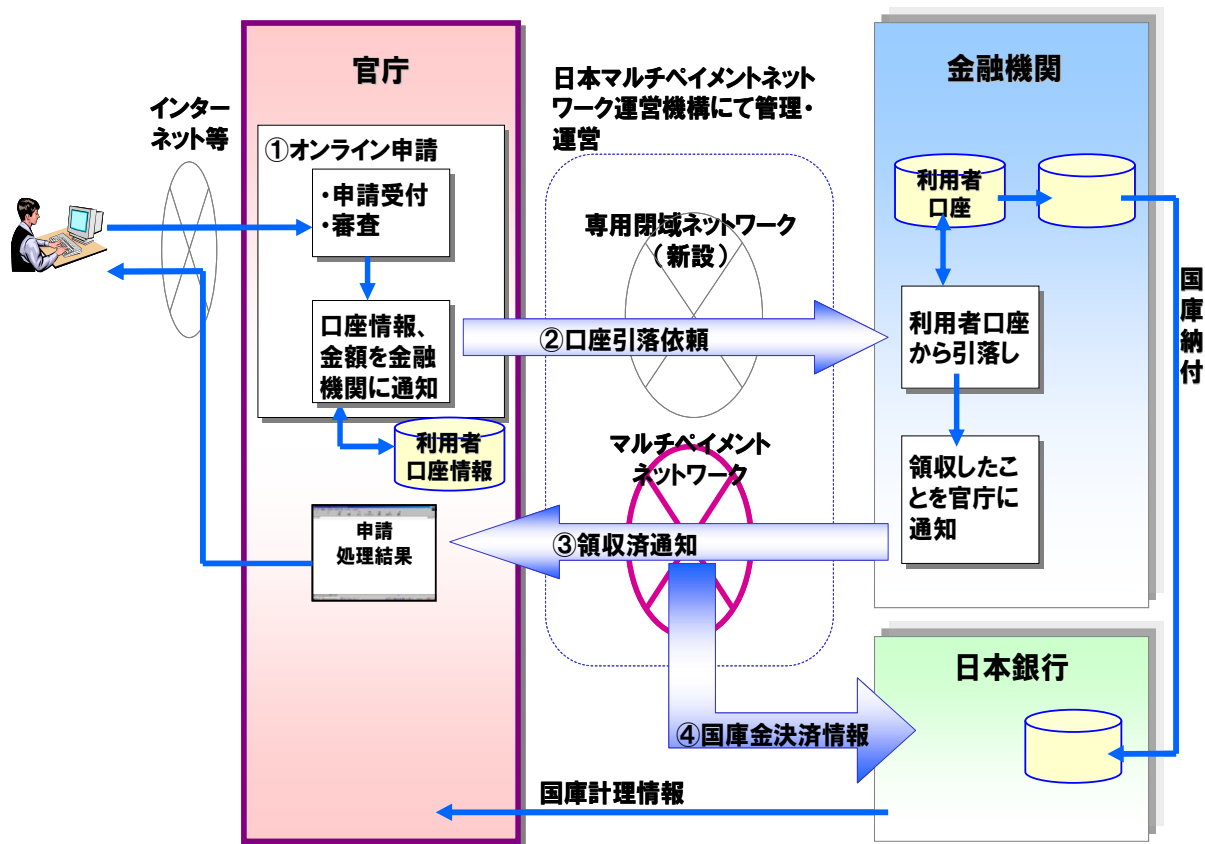 官庁
金融機関
日本マルチペイメントネット
ワーク運営機構にて管理・
運営
インター
ネット等
①オンライン申請
・申請受付
・審査
利用者
口座
専用閉域ネットワーク
（新設）
国庫納付
口座情報、
金額を金融
機関に通知
②口座引落依頼
利用者口座
から引落し
利用者
口座情報
マルチペイメント
ネットワーク
領収したこ
とを官庁に
通知
申請
処理結果
③領収済通知
日本銀行
④国庫金決済情報
国庫計理情報